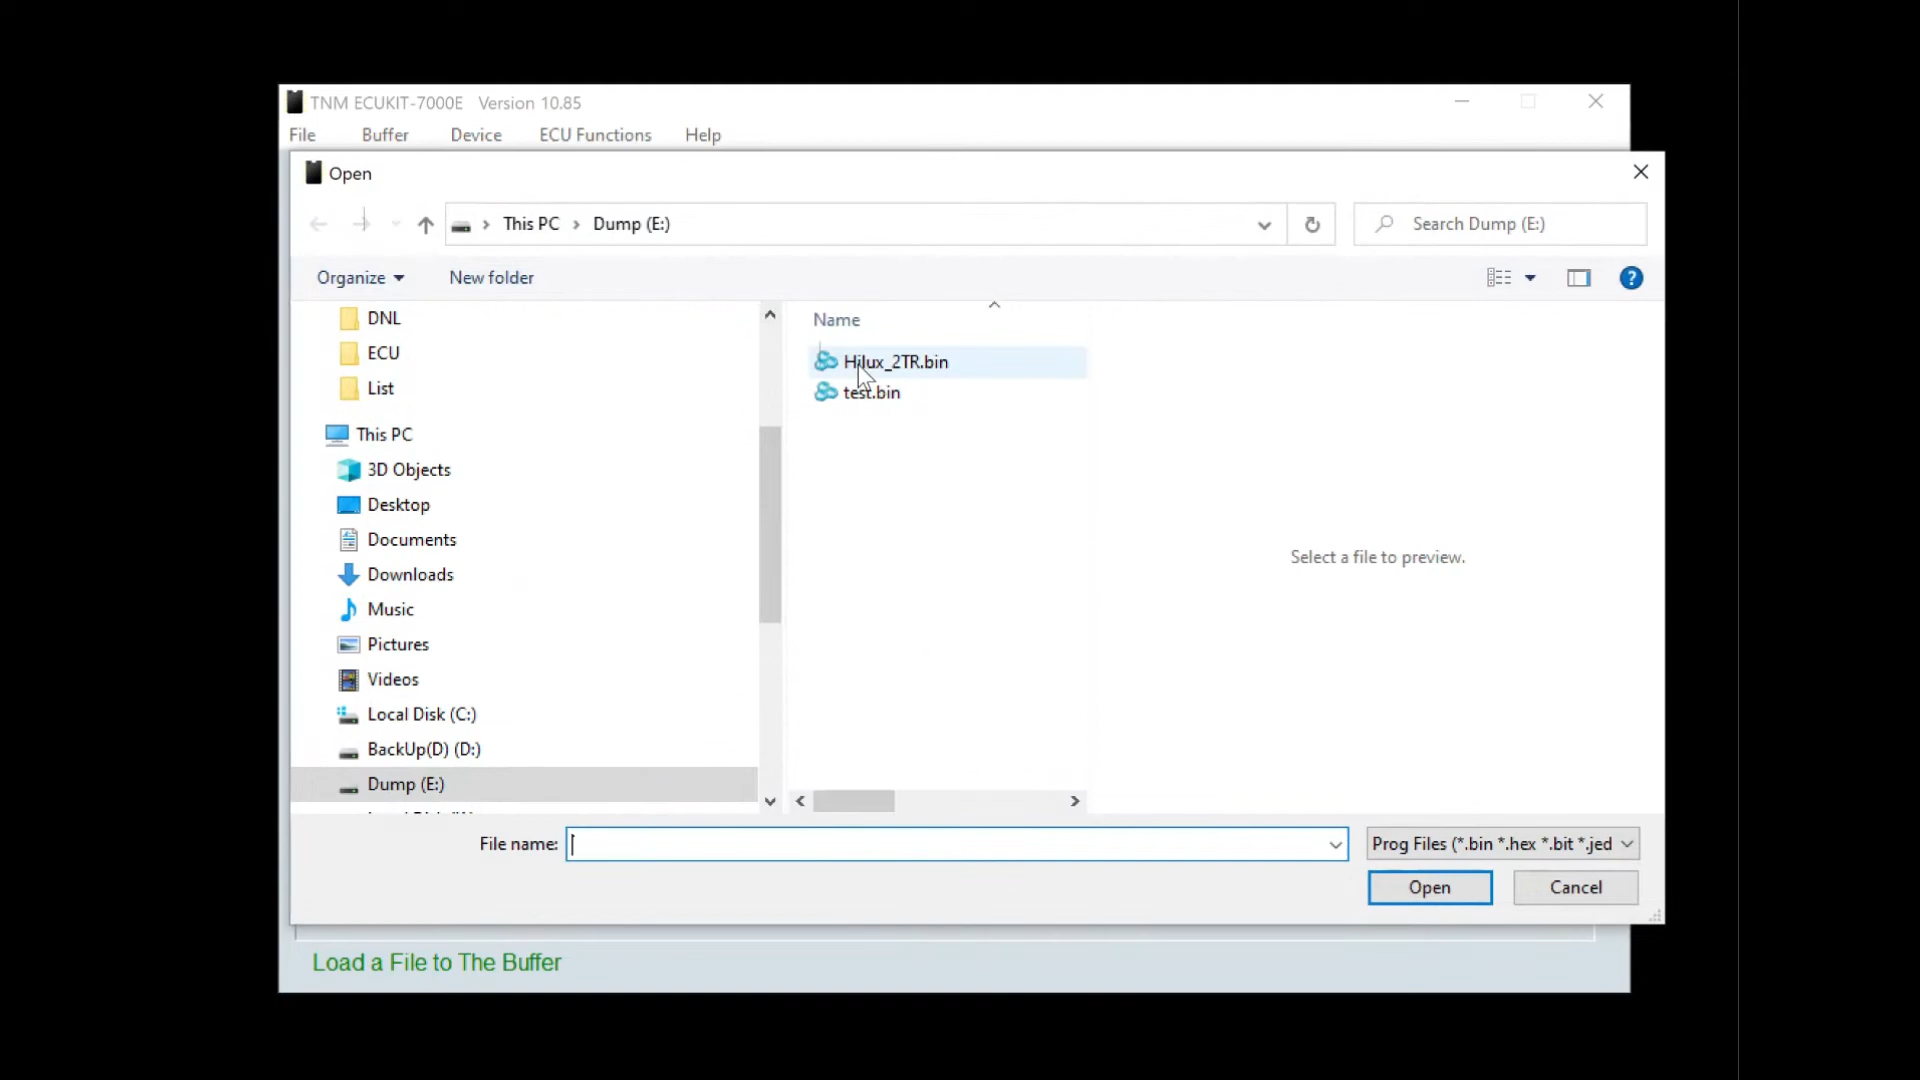 TNM ECUKIT-7000E Version 10.85
File Buffer Device ECU Functions Help
Open
This PC Dump (E:)
Search Dump (E:)
Organize New folder
?
DNL
ECU
List
This PC
3D Objects
Desktop
Documents
Downloads
Music
Pictures
Videos
Local Disk (C:)
BackUp(D) (D:)
Dump (E:)
Name
Hilux_2TR.bin
test.bin
Select a file to preview.
File name:
Prog Files (*.bin *.hex *.bit *.jed
Open Cancel
Load a File to The Buffer